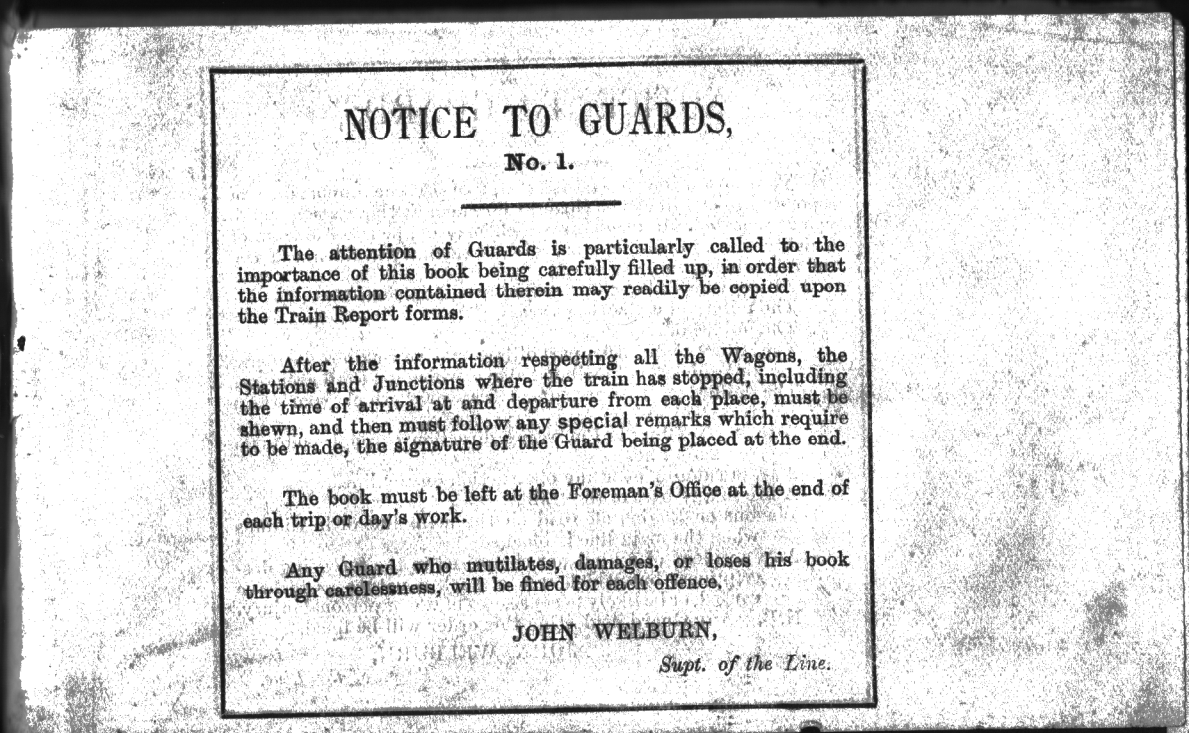 NOTICE TO GUARDS,
No. 1.
The attention of Guards is particularly called to the
importance of this book being carefully filled up, in order that
the information contained therein may readily be copied upon
the Train Report forms.
After the information respecting all the Wagons, the
Stations and Junctions where the train has stopped, including
the time of arrival at and departure from each place, must be
shewn, and then must follow any special remarks which require
to be made, the signature of the Guard being placed at the end.
The book must be left at the Foreman's Office at the end of
each trip or day's work.
Any Guard who mutilates, damages, or loses his book
through carelessness, will be fined for each offence.
JOHN WELBURN,
Supt. of the Line.